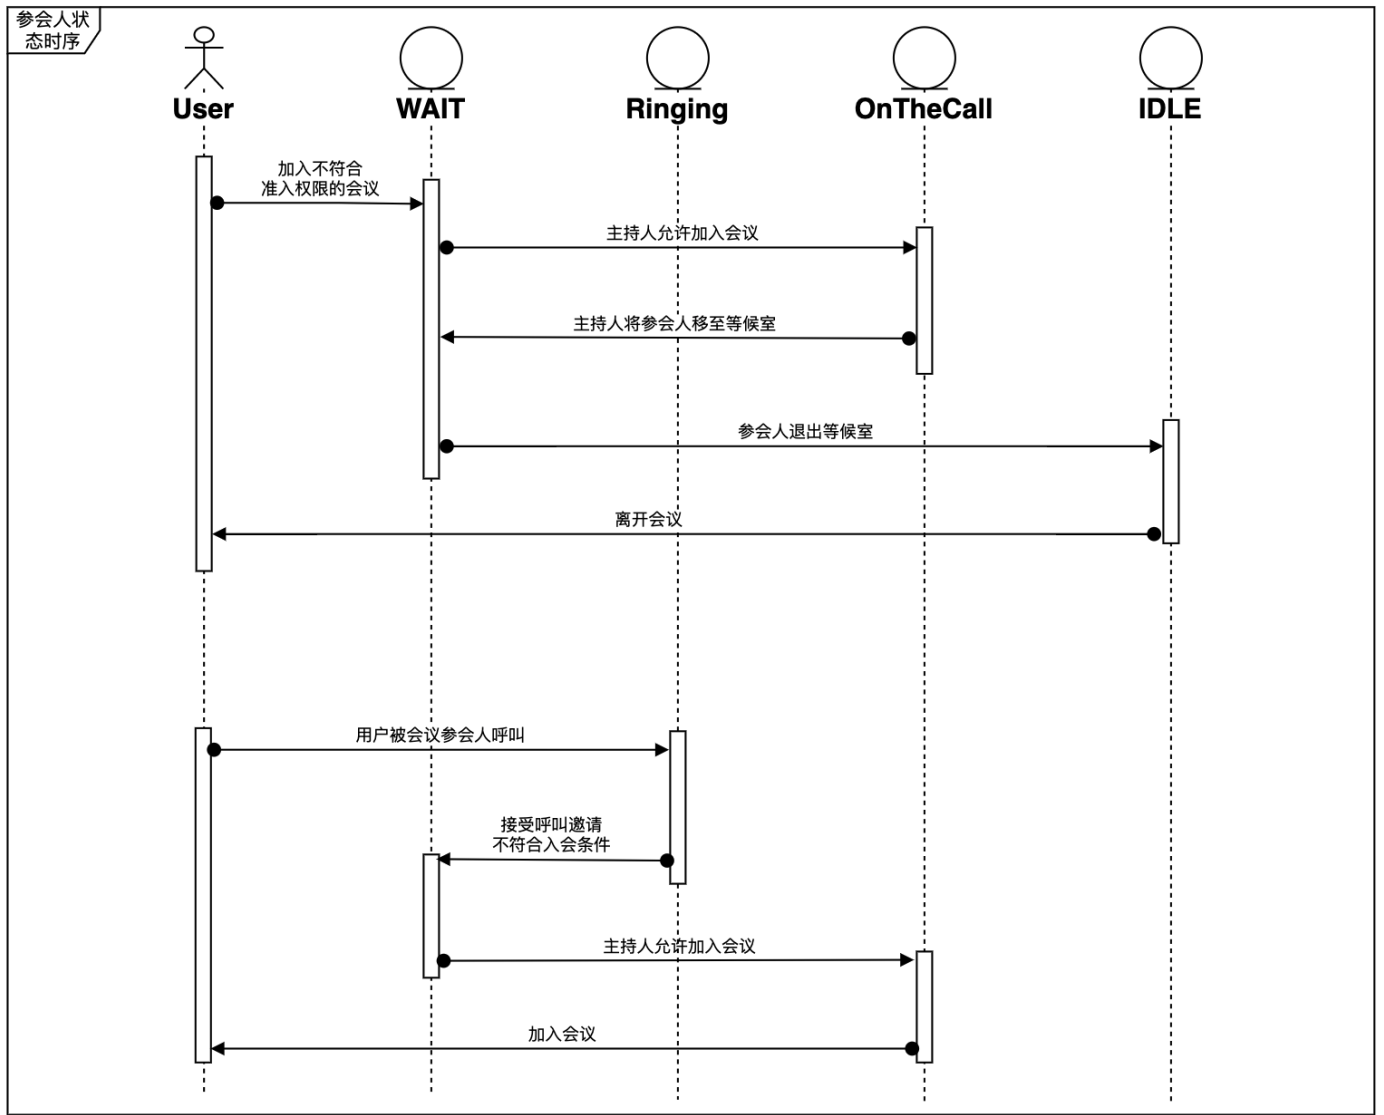 参会人状
态时序
User
WAIT
Ringing
OnTheCall
IDLE
加入不符合
准入权限的会议
主持人允许加入会议
主持人将参会人移至等候室
参会人退出等候室
离开会议
用户被会议参会人呼叫
接受呼叫邀请
不符合入会条件
主持人允许加入会议
加入会议